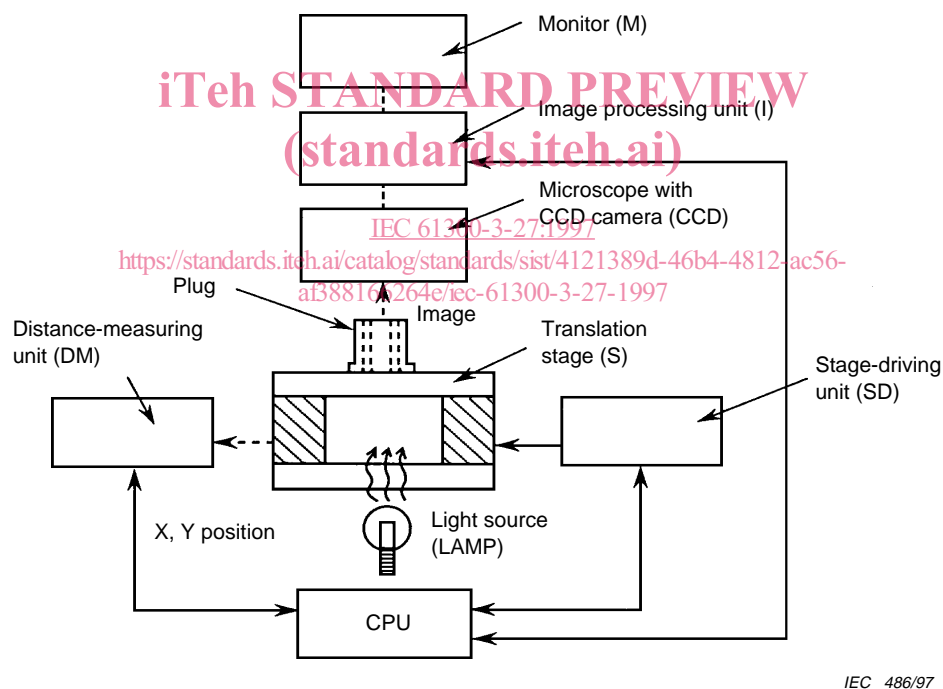 Monitor (M)
iTeh STANDARD PREVIEW
Image processing unit (I)
(standards.iteh.ai)
Microscope with
CCD camera (CCD)
IEC 61300-3-27:1997
https://standards.iteh.ai/catalog/standards/sist/4121389d-46b4-4812-ac56-
af388166264e/iec-61300-3-27-1997
Plug
Image
Distance-measuring
unit (DM)
Translation
stage (S)
Stage-driving
unit (SD)
X, Y position
Light source
(LAMP)
CPU
IEC 486/97